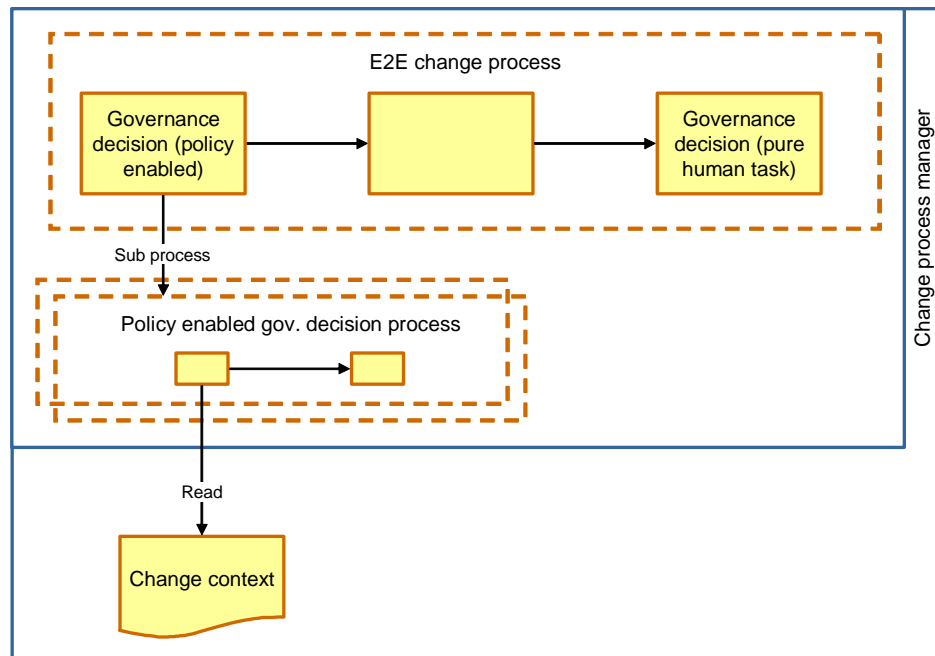 E2E change process
Governance
decision (policy
enabled)
Governance
decision (pure
human task)
Change process manager
Sub process
Policy enabled gov. decision process
Read
Change context